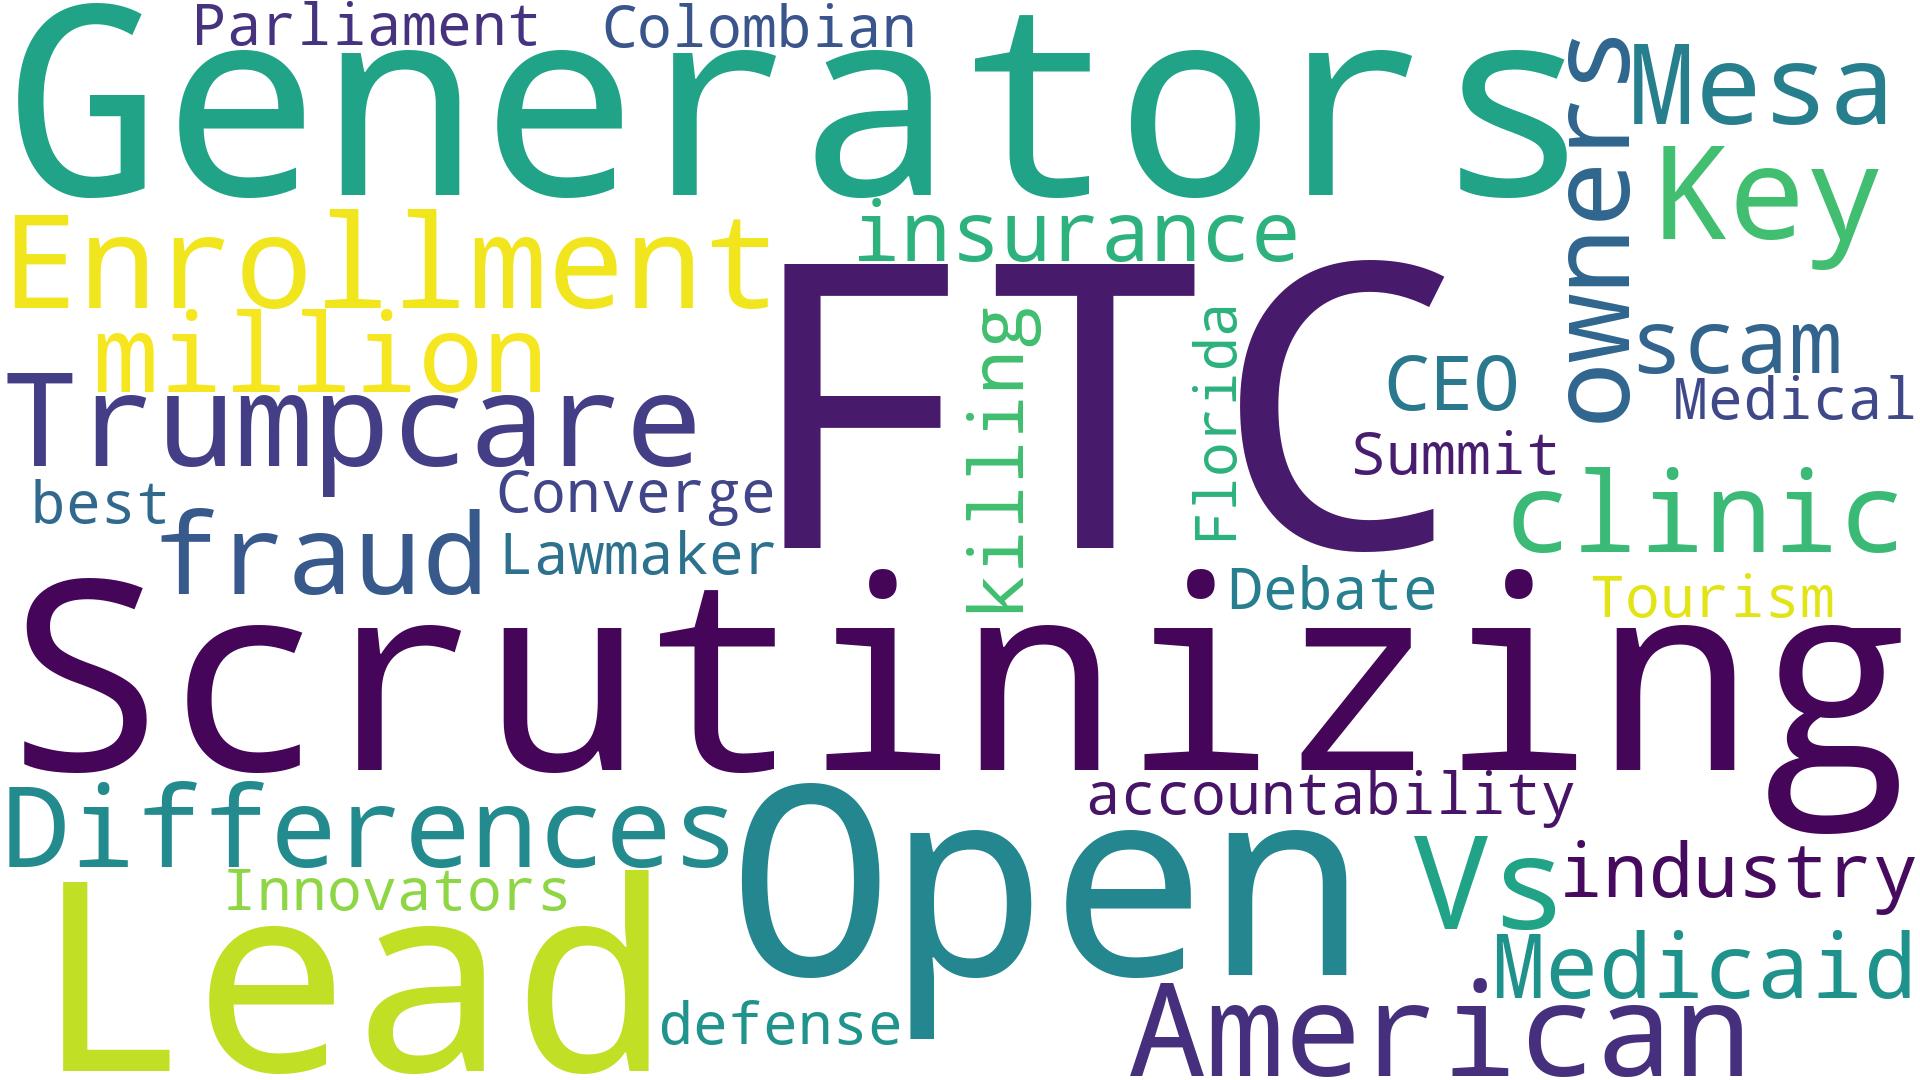 Parliament
Colombian
Generators
owners
Mesa
Key
Enrollment
insurance
million
FTC
killing
Florida
scam
CEO
Medical
Trumpcare
Summit
best
Converge
clinic
fraud
Lawmaker
Debate
Tourism
Scrutinizing
Differences
accountability
Open
Vs
industry
Innovators
Lead
Medicaid
defense
American